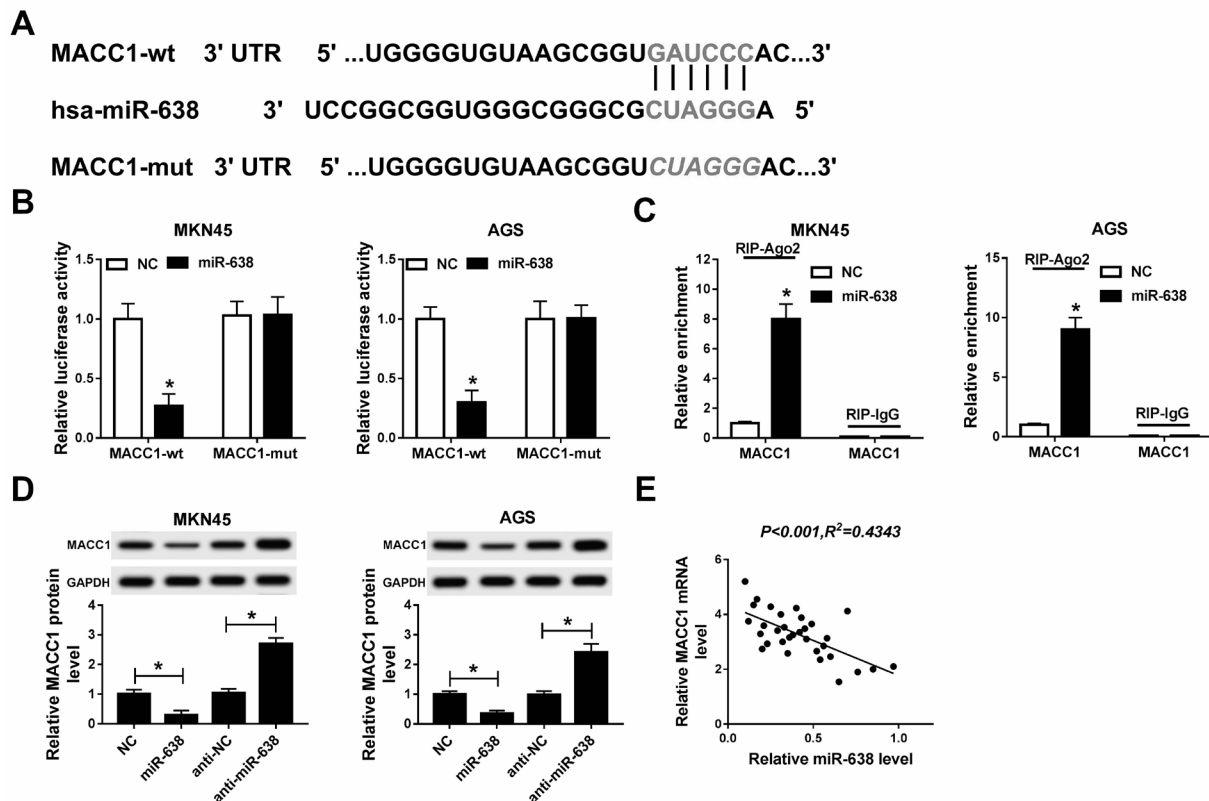 A
MACC1-wt 3' UTR 5' ...UGGGGUGUAAGCGGUGAUCCCAC...3'
hsa-miR-638 3' UCCGGCGGUGGGCGCGGGCGCUAGGGA 5'
MACC1-mut 3' UTR 5' ...UGGGGUGUAAGCGGUCUAGGGAC...3'
B
MKN45
NC miR-638
Relative luciferase activity
1.5
1.0
0.5
0.0
*
MACC1-wt MACC1-mut
AGS
NC miR-638
Relative luciferase activity
1.5
1.0
0.5
0.0
*
MACC1-wt MACC1-mut
C
MKN45
RIP-Ago2
NC
miR-638
Relative enrichment
12
10
8
6
4
2
0
*
RIP-IgG
MACC1 MACC1
AGS
RIP-Ago2
NC
miR-638
Relative enrichment
15
10
5
0
*
RIP-IgG
MACC1 MACC1
D
MKN45
MACC1
GAPDH
Relative MACC1 protein
level
4
3
2
1
0
*
*
NC miR-638 anti-NC anti-miR-638
AGS
MACC1
GAPDH
Relative MACC1 protein
level
4
3
2
1
0
*
*
NC miR-638 anti-NC anti-miR-638
E
P<0.001,R²=0.4343
Relative MACC1 mRNA
level
6
4
2
0
0.0 0.5 1.0
Relative miR-638 level